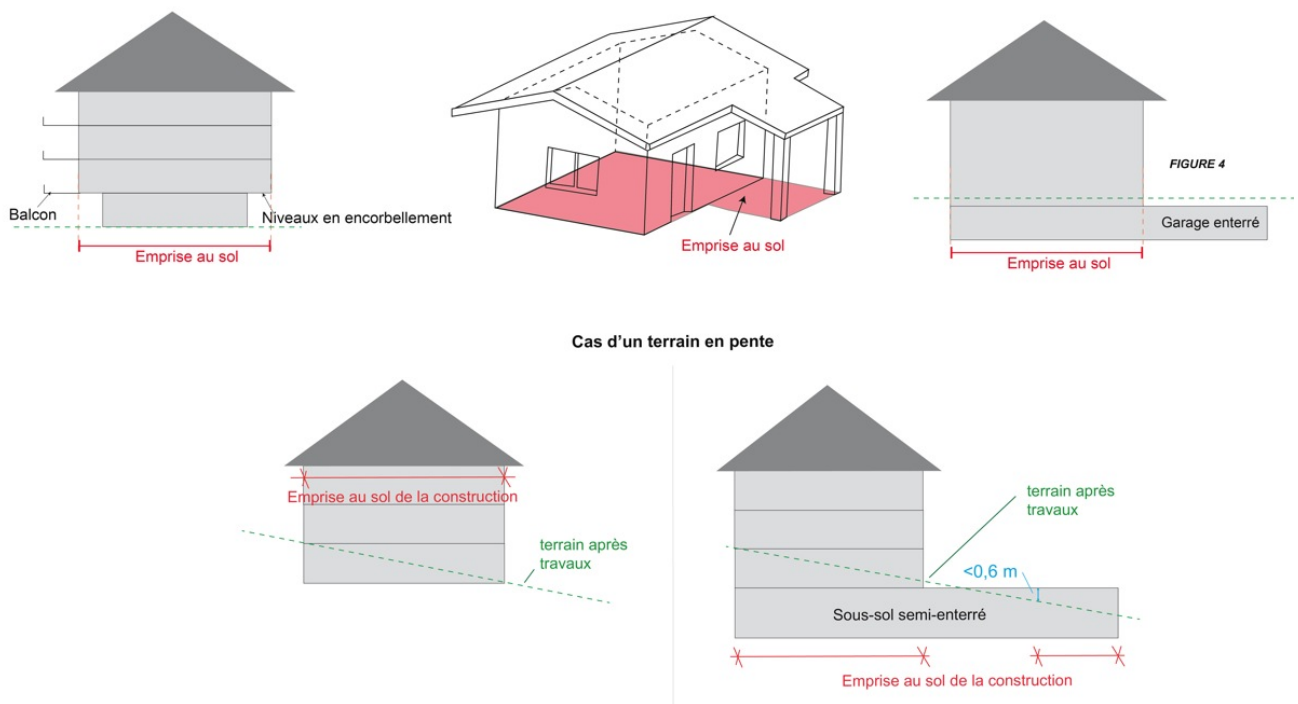 Balcon
Niveaux en encorbellement
Emprise au sol
Emprise au sol
FIGURE 4
Garage enterré
Emprise au sol
Cas d'un terrain en pente
Emprise au sol de la construction
terrain après
travaux
terrain après
travaux
<0,6 m
Sous-sol semi-enterré
Emprise au sol de la construction